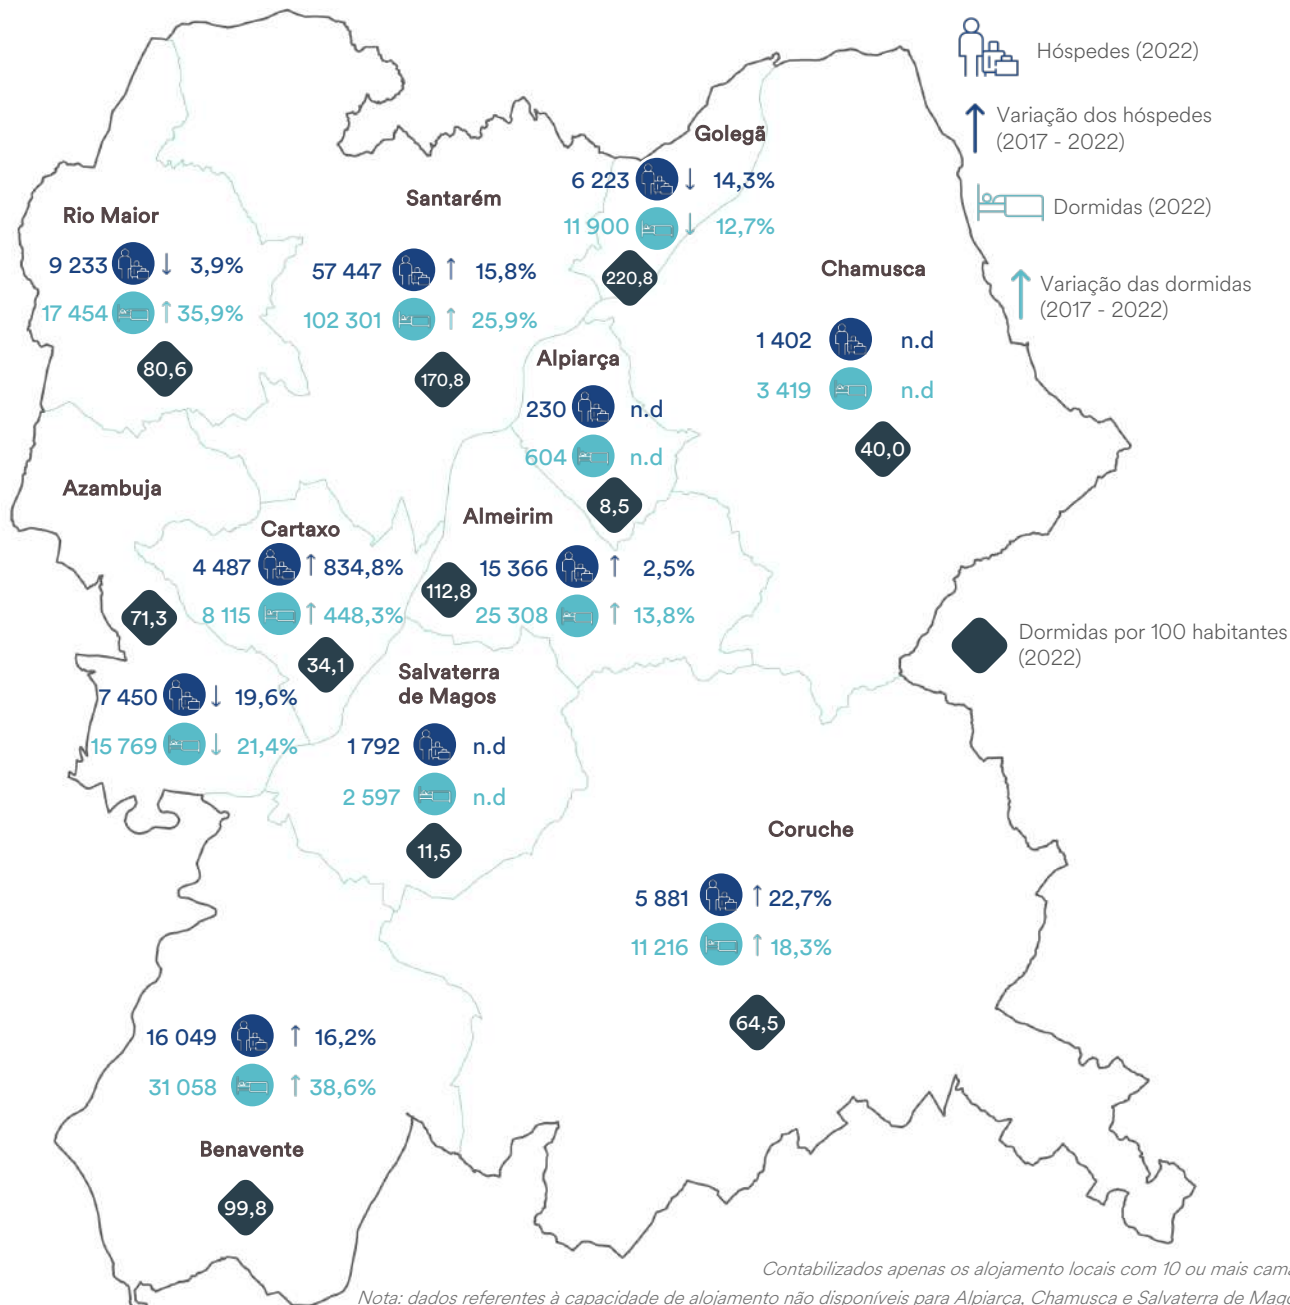 Hóspedes (2022)
Variação dos hóspedes
(2017 - 2022)
Dormidas (2022)
Variação das dormidas
(2017 - 2022)
Dormidas por 100 habitantes
(2022)
Golegã
6 223 ↓ 14,3%
11 900 ↓ 12,7%
220,8
Santarém
57 447 ↑ 15,8%
102 301 ↑ 25,9%
170,8
Rio Maior
9 233 ↓ 3,9%
17 454 ↑ 35,9%
80,6
Chamusca
1 402 n.d
3 419 n.d
40,0
Alpiarça
230 n.d
604 n.d
8,5
Azambuja
71,3
7 450 ↓ 19,6%
15 769 ↓ 21,4%
Cartaxo
4 487 ↑ 834,8%
8 115 ↑ 448,3%
34,1
Almeirim
112,8
15 366 ↑ 2,5%
25 308 ↑ 13,8%
Salvaterra
de Magos
1 792 n.d
2 597 n.d
11,5
Coruche
5 881 ↑ 22,7%
11 216 ↑ 18,3%
64,5
16 049 ↑ 16,2%
31 058 ↑ 38,6%
Benavente
99,8
Contabilizados apenas os alojamento locais com 10 ou mais cama
Nota: dados referentes à capacidade de alojamento não disponíveis para Alpiarça, Chamusca e Salvaterra de Mago